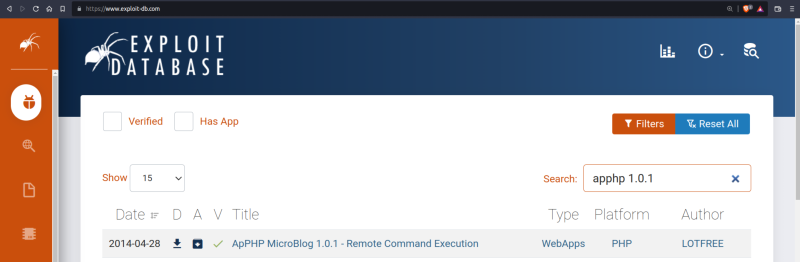 https://www.exploit-db.com
EXPLOIT
DATABASE
Verified Has App Filters Reset All
Show 15 Search: apphp 1.0.1
Date D A V Title Type Platform Author
2014-04-28 ApPHP MicroBlog 1.0.1 - Remote Command Execution WebApps PHP LOTFREE